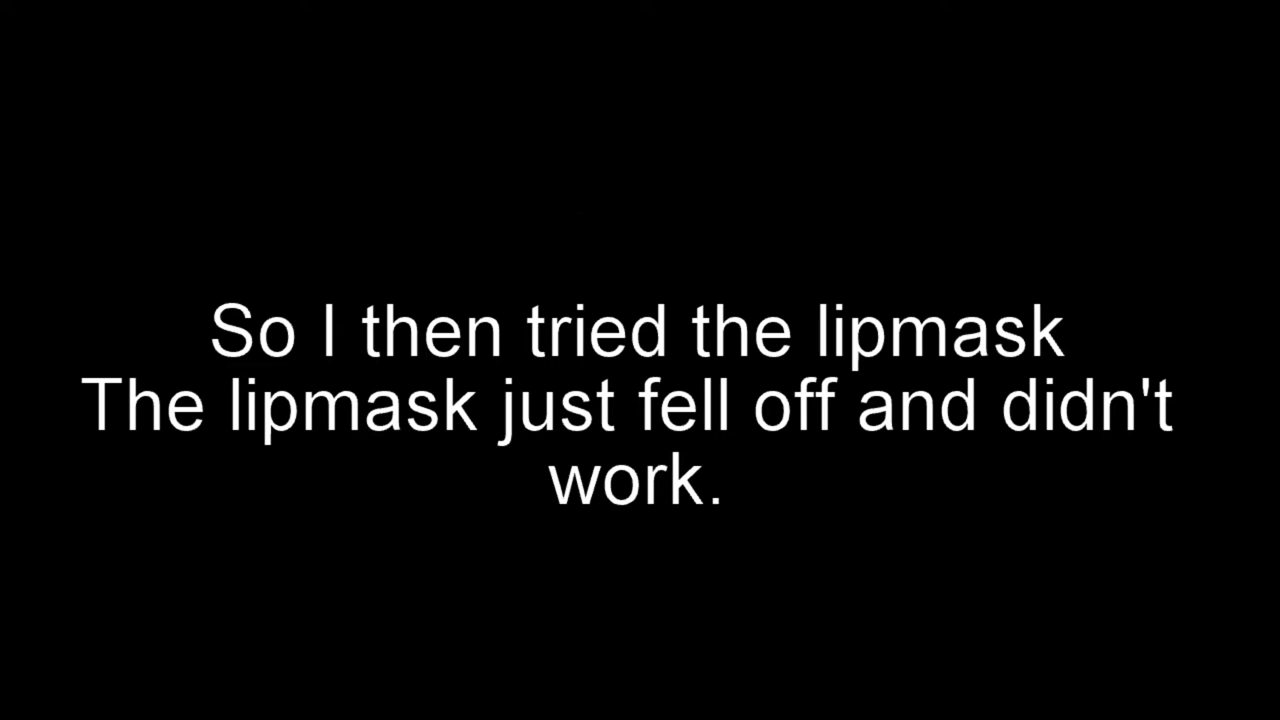 So I then tried the lipmask
The lipmask just fell off and didn't
work.